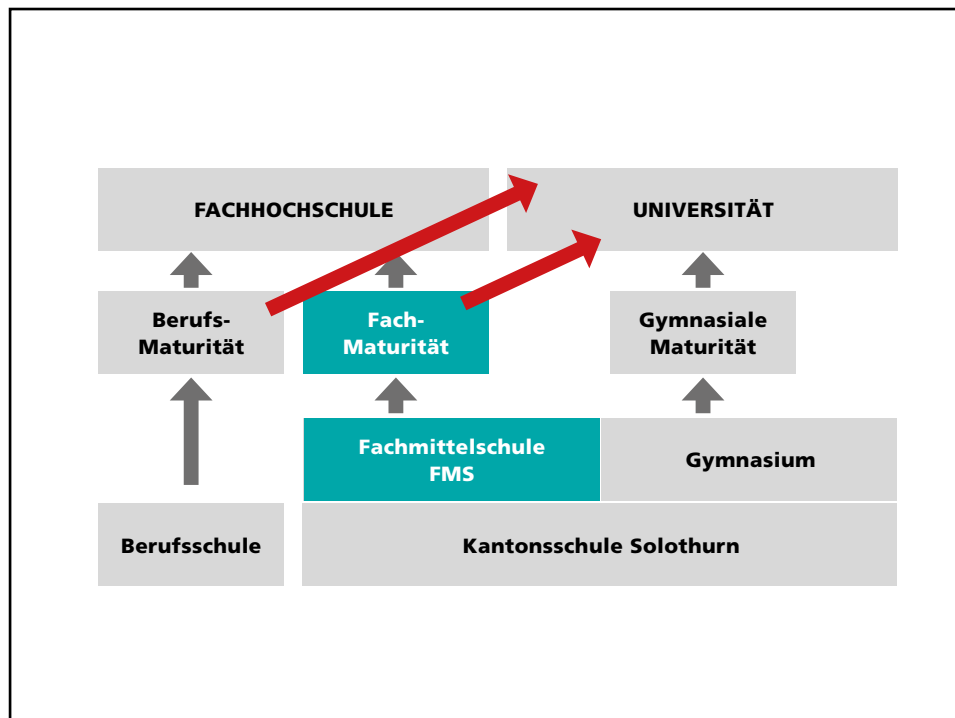 FACHHOCHSCHULE
UNIVERSITÄT
Berufs-
Maturität
Fach-
Maturität
Gymnasiale
Maturität
Fachmittelschule
FMS
Gymnasium
Berufsschule
Kantonsschule Solothurn